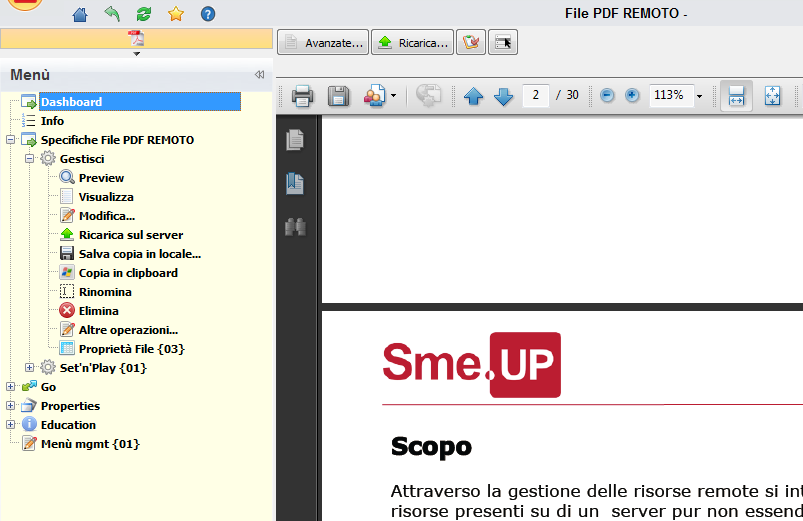 File PDF REMOTO -
Avanzate...
Ricarica...
Menù
2 / 30
113%
Dashboard
Info
Specifiche File PDF REMOTO
Gestisci
Preview
Visualizza
Modifica...
Ricarica sul server
Salva copia in locale...
Copia in clipboard
Rinomina
Elimina
Altre operazioni...
Proprietà File {03}
Set'n'Play {01}
Go
Properties
Education
Menù mgmt {01}
Sme.UP
Scopo
Attraverso la gestione delle risorse remote si int
risorse presenti su di un server pur non essend